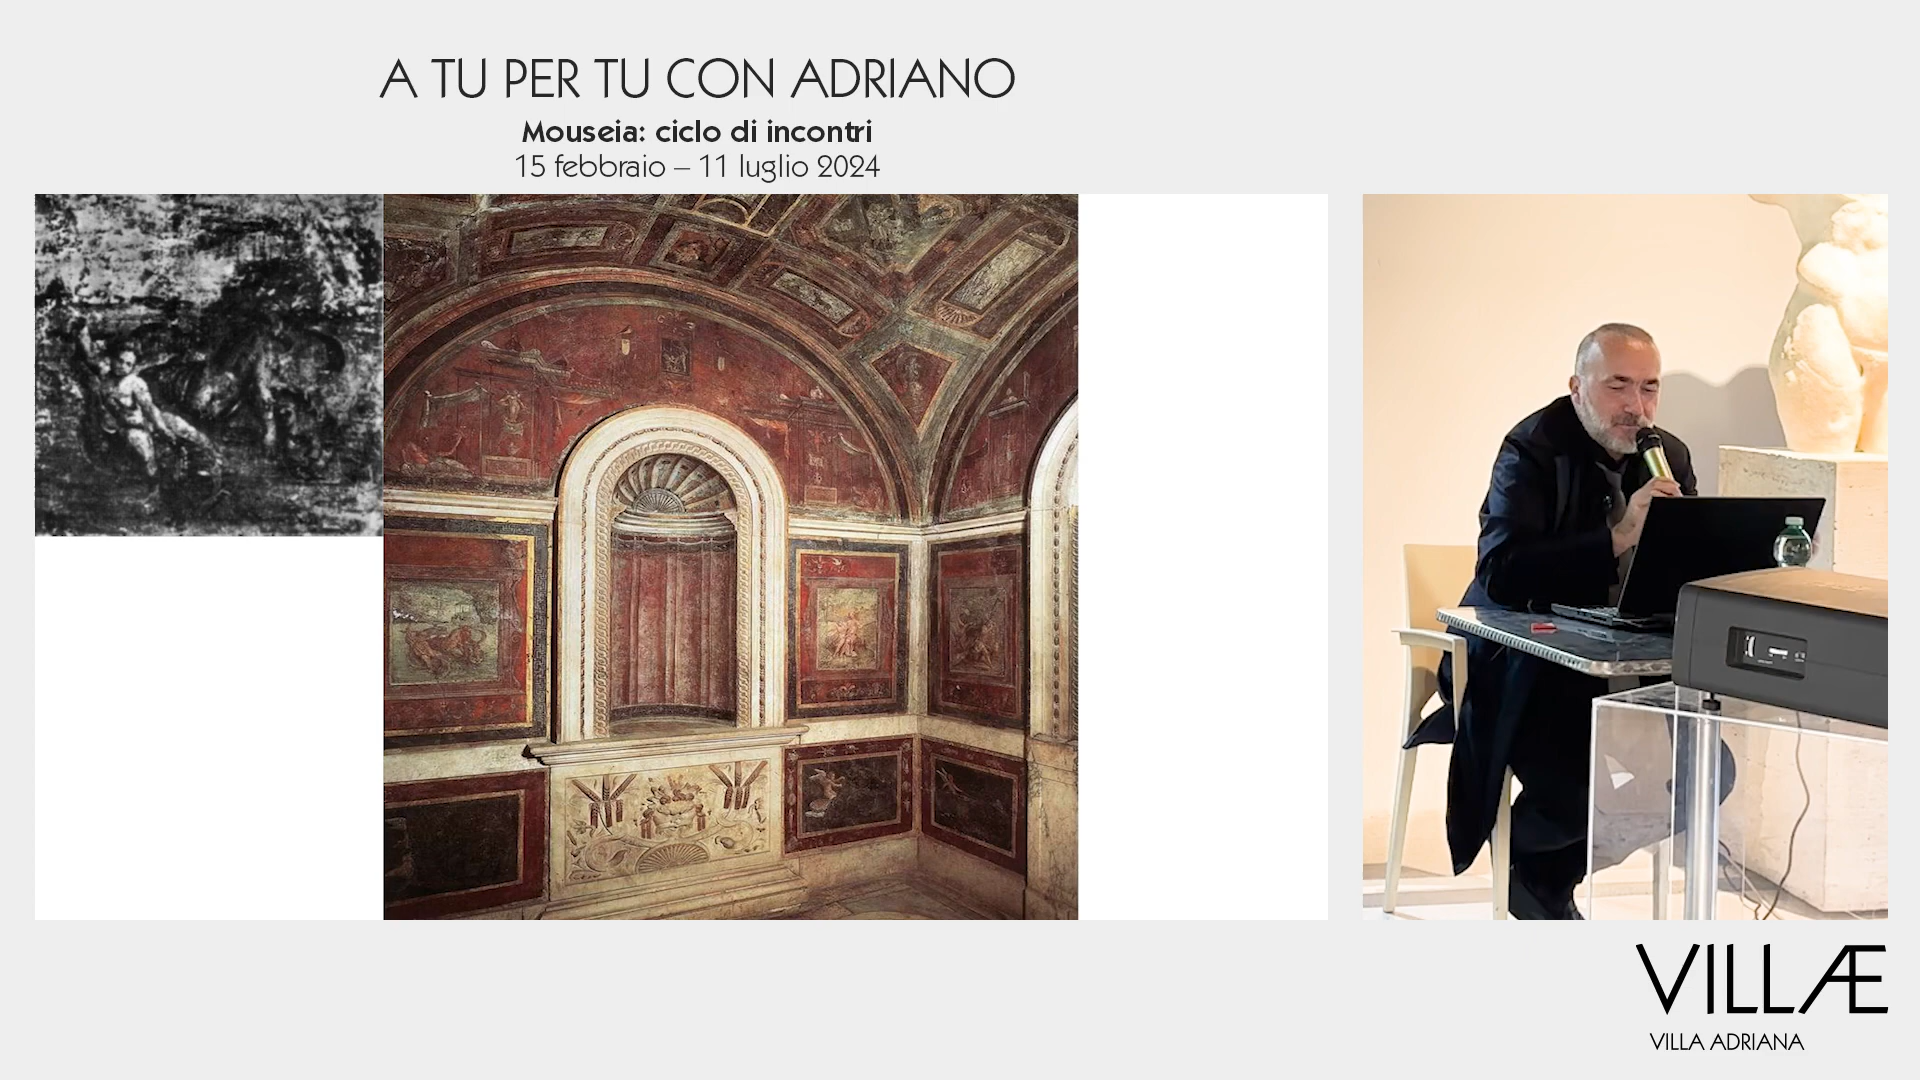 A TU PER TU CON ADRIANO
Mouseia: ciclo di incontri
15 febbraio – 11 luglio 2024
VILLÆ
VILLA ADRIANA